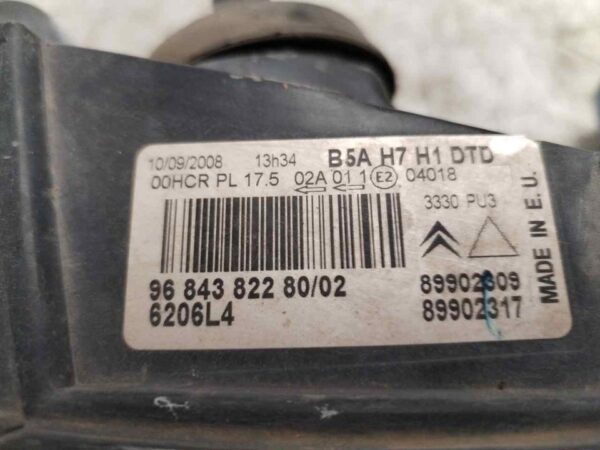 10/09/2008 13h34 B5A H7 H1 DTD
00HCR PL 17.5 02A 01 1 E2 04018
3330 PU3
96 843 822 80/02 89902309
6206L4 89902317
MADE IN E.U.